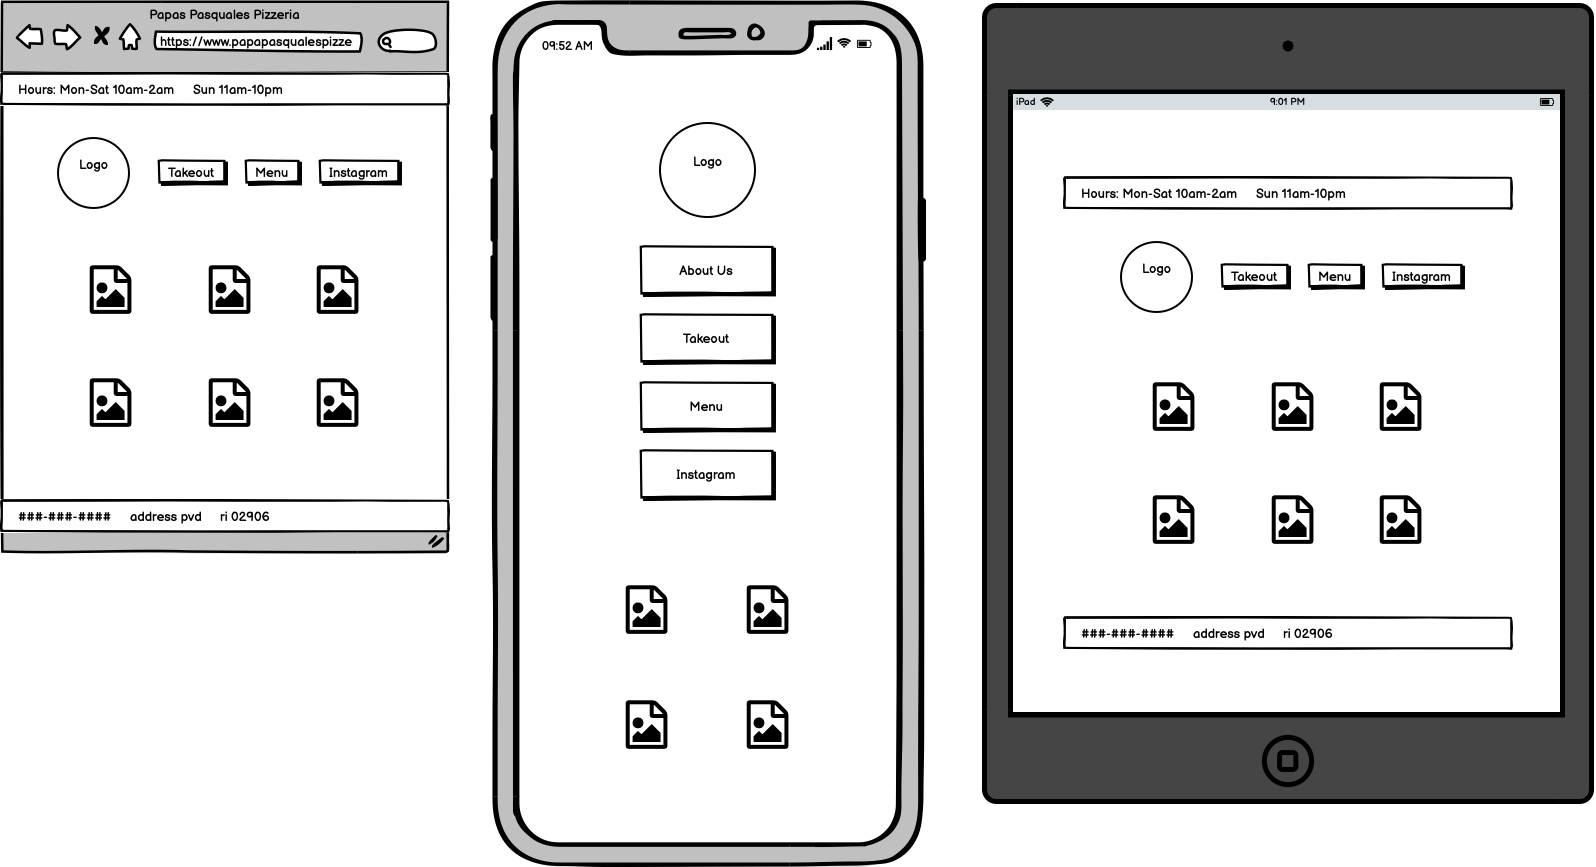 Papas Pasquales Pizzeria
https://www.papapasqualespizze
Hours: Mon-Sat 10am-2am Sun 11am-10pm
Logo
Takeout Menu Instagram
###-###-#### address pvd ri 02906
09:52 AM
Logo
About Us
Takeout
Menu
Instagram
iPad 9:01 PM
Hours: Mon-Sat 10am-2am Sun 11am-10pm
Logo
Takeout Menu Instagram
###-###-#### address pvd ri 02906